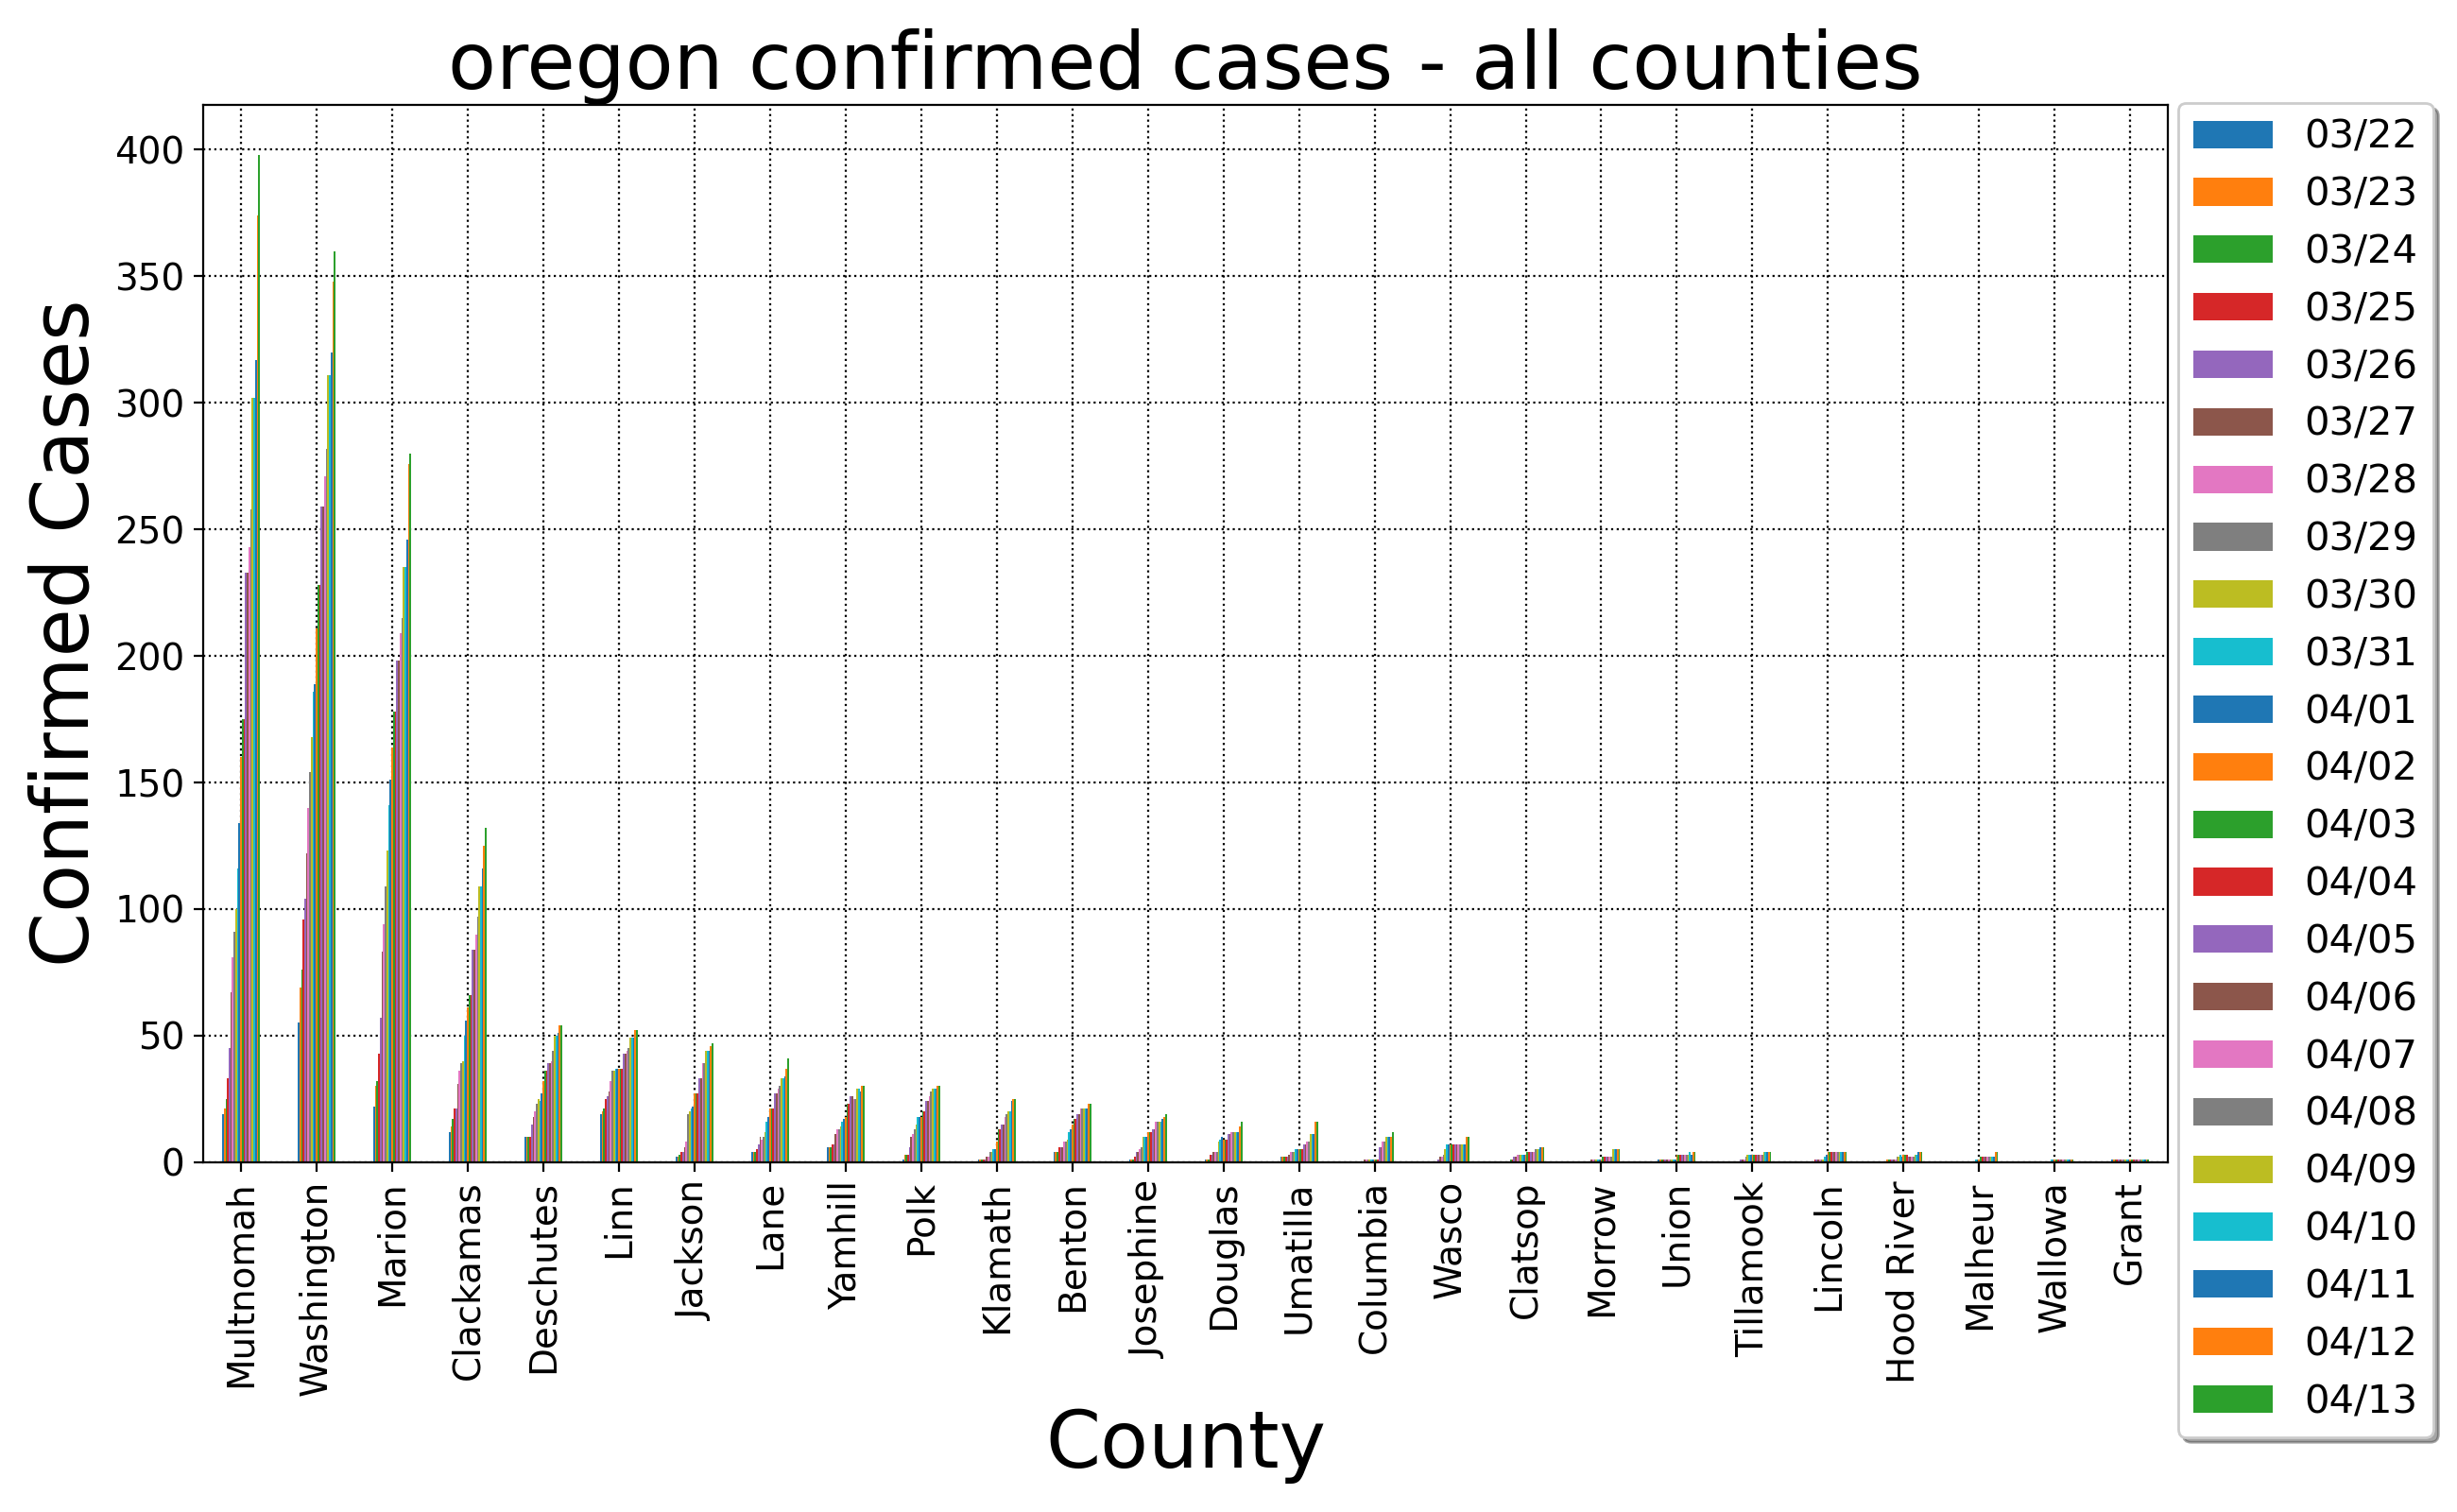 oregon confirmed cases - all counties
Confirmed Cases
400
350
300
250
200
150
100
50
0
Multnomah
Washington
Marion
Clackamas
Deschutes
Linn
Jackson
Lane
Yamhill
Polk
Klamath
Benton
Josephine
Douglas
Umatilla
Columbia
Wasco
Clatsop
Morrow
Union
Tillamook
Lincoln
Hood River
Malheur
Wallowa
Grant
County
03/22
03/23
03/24
03/25
03/26
03/27
03/28
03/29
03/30
03/31
04/01
04/02
04/03
04/04
04/05
04/06
04/07
04/08
04/09
04/10
04/11
04/12
04/13